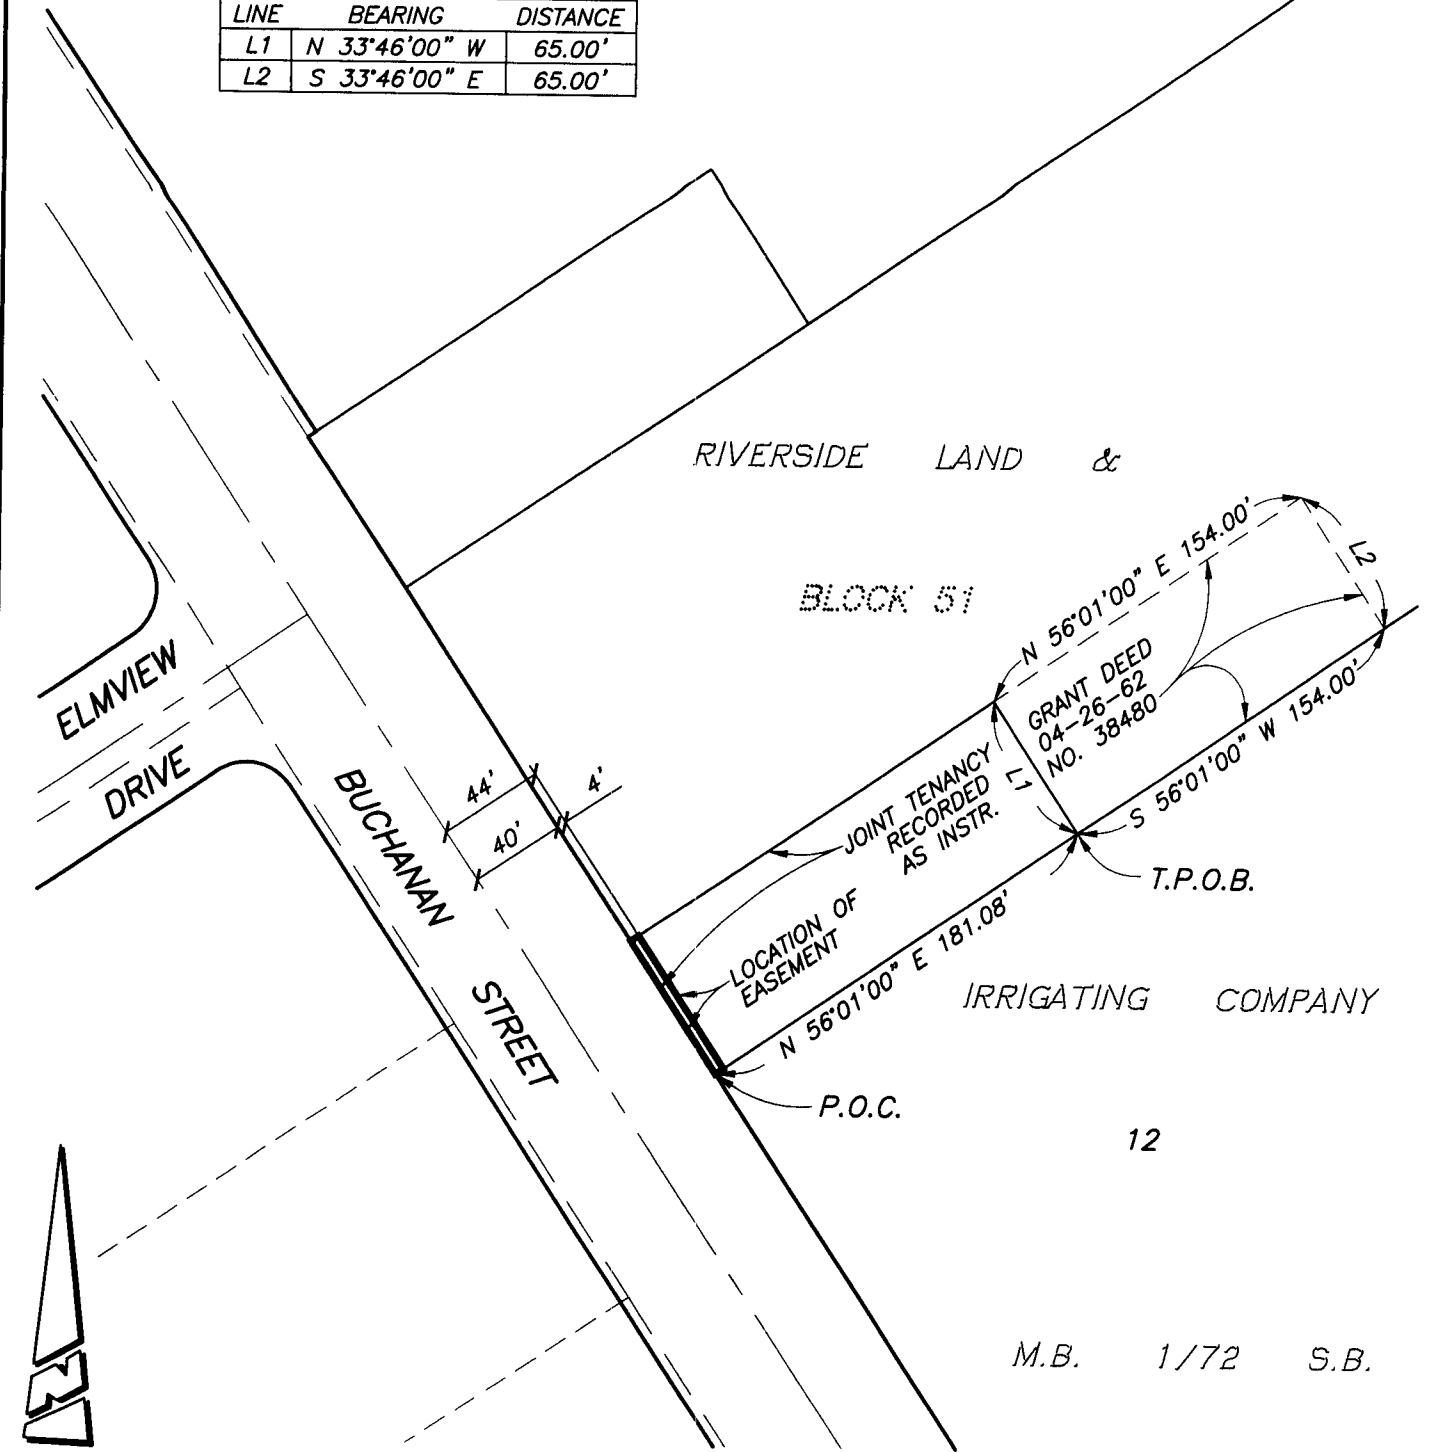 LINE BEARING DISTANCE
L1 N 33°46'00" W 65.00'
L2 S 33°46'00" E 65.00'
RIVERSIDE LAND &
BLOCK 51
N 56°01'00" E 154.00'
L2
GRANT DEED
04-26-62
NO. 38480
S 56°01'00" W 154.00'
L1
JOINT TENANCY
RECORDED
AS INSTR.
T.P.O.B.
ELMVIEW
DRIVE
44'
4'
40'
BUCHANAN
STREET
LOCATION OF
EASEMENT
N 56°01'00" E 181.08'
IRRIGATING COMPANY
P.O.C.
12
M.B. 1/72 S.B.
N